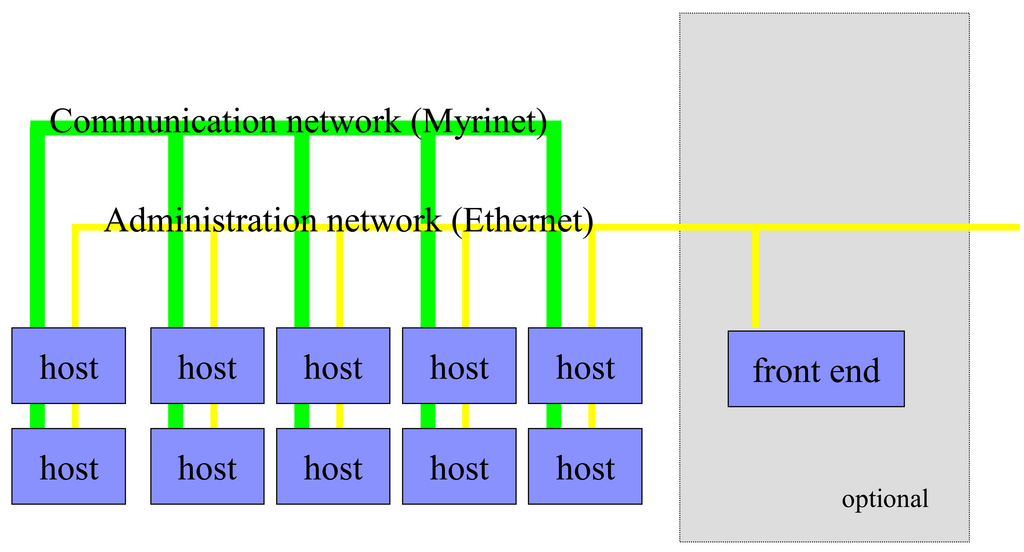 Communication network (Myrinet)
Administration network (Ethernet)
host host host host host front end
host host host host host
optional